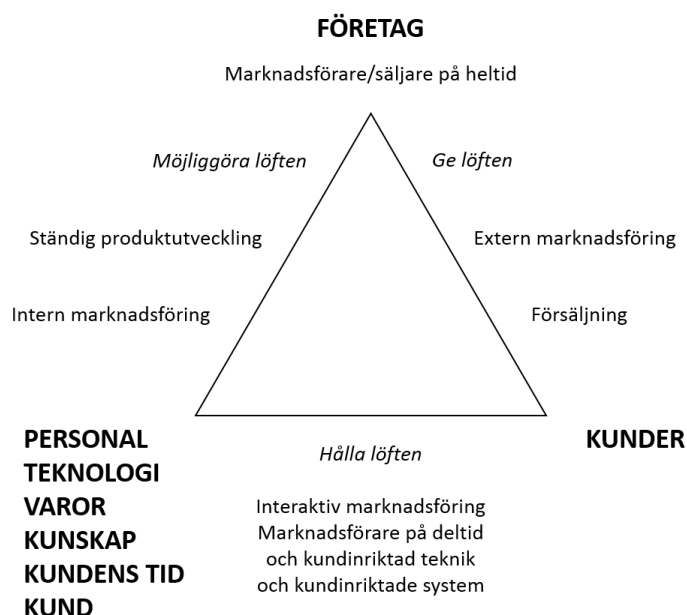 FÖRETAG
Marknadsförare/säljare på heltid
Möjliggöra löften
Ge löften
Ständig produktutveckling
Extern marknadsföring
Intern marknadsföring
Försäljning
PERSONAL
TEKNOLOGI
VAROR
KUNSKAP
KUNDENS TID
KUND
Hålla löften
Interaktiv marknadsföring
Marknadsförare på deltid
och kundinriktad teknik
och kundinriktade system
KUNDER